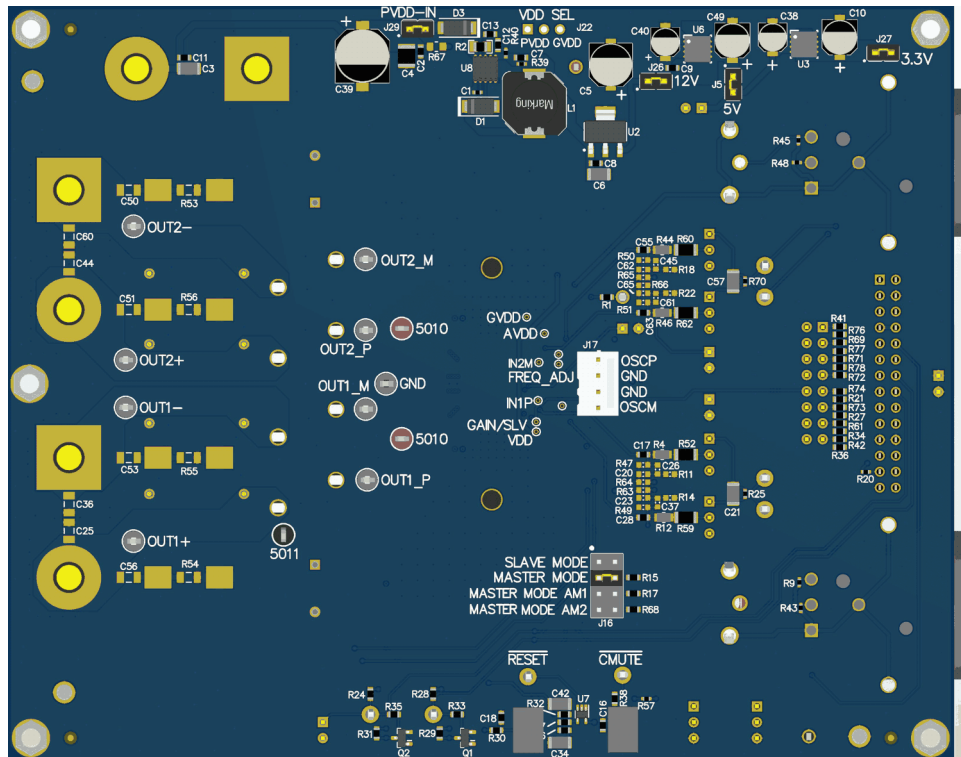 PVDD-IN
J29
D3
C13
C12
C40
VDD SEL
J22
PVDD
GVDD
C49
C38
C10
C40
U6
U3
J27
3.3V
C11
C3
C39
C4
C2
R67
R2
U8
C7
R39
C5
J26
C9
12V
J5
5V
C1
D1
Marking
L1
U2
C8
C6
R45
R48
C50
R53
OUT2-
C60
C44
OUT2_M
C51
R56
OUT2+
OUT2_P
5010
GVDD
AVDD
C55
R44
R60
R50
C62
C45
R65
R18
C65
R66
R22
R1
R51
C61
C63
R46
R62
C57
R70
J17
IN2M
FREQ_ADJ
OSCP
GND
GND
OSCM
IN1P
GAIN/SLV
VDD
OUT1_M
GND
OUT1-
5010
OUT1_P
R41
R76
R69
R77
R71
R78
R72
R74
R21
R73
R27
R61
R34
R42
R36
R20
C53
R55
C36
C25
OUT1+
5011
C56
R54
C17
R4
R52
R47
C26
C20
R11
R64
R63
R14
C23
R49
C37
C28
R12
R59
C21
R25
SLAVE MODE
MASTER MODE
R15
MASTER MODE AM1
R17
MASTER MODE AM2
R68
J16
R9
R43
RESET
CMUTE
R24
R28
R35
R33
R31
R29
Q2
Q1
C18
R30
R32
C42
U7
C34
C16
R38
R57